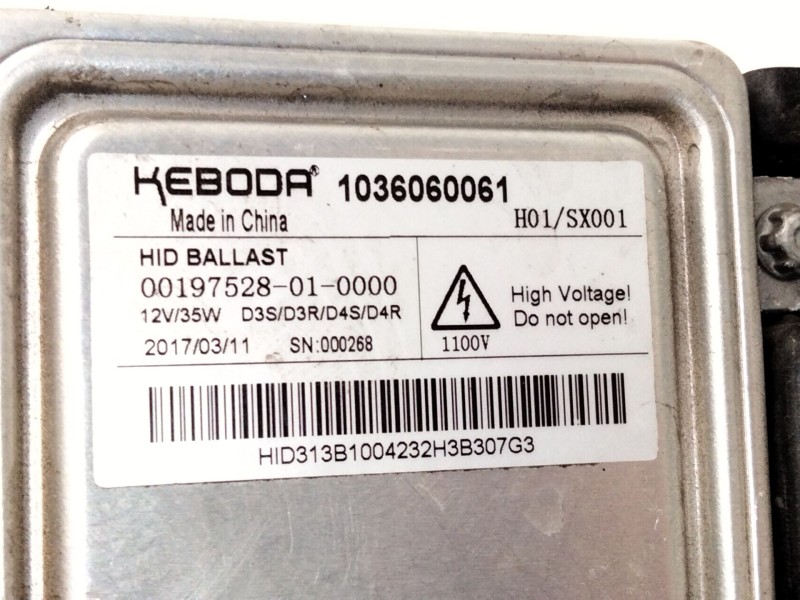 KEBODA® 1036060061
Made in China H01/SX001
HID BALLAST
00197528-01-0000
12V/35W D3S/D3R/D4S/D4R
2017/03/11 SN:000268
High Voltage!
Do not open!
1100V
HID313B1004232H3B307G3